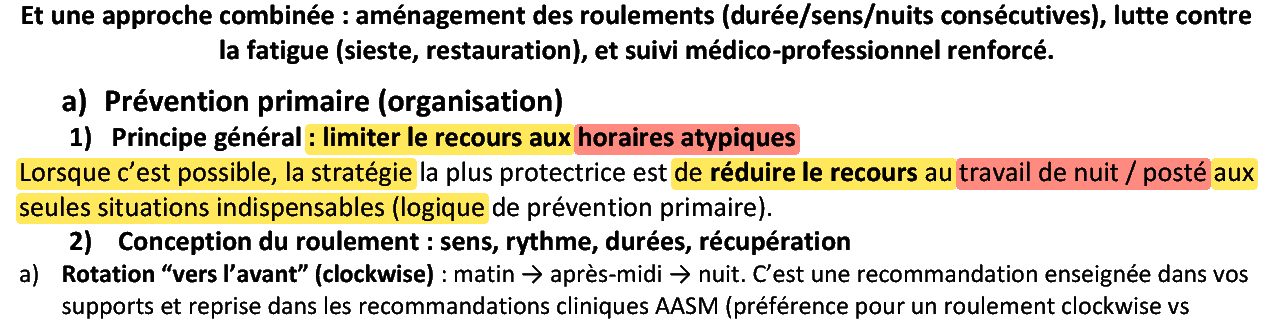 Et une approche combinée : aménagement des roulements (durée/sens/nuits consécutives), lutte contre
la fatigue (sieste, restauration), et suivi médico-professionnel renforcé.
a) Prévention primaire (organisation)
1) Principe général : limiter le recours aux horaires atypiques
Lorsque c’est possible, la stratégie la plus protectrice est de réduire le recours au travail de nuit / posté aux
seules situations indispensables (logique de prévention primaire).
2) Conception du roulement : sens, rythme, durées, récupération
a) Rotation “vers l’avant” (clockwise) : matin → après-midi → nuit. C’est une recommandation enseignée dans vos
supports et reprise dans les recommandations cliniques AASM (préférence pour un roulement clockwise vs